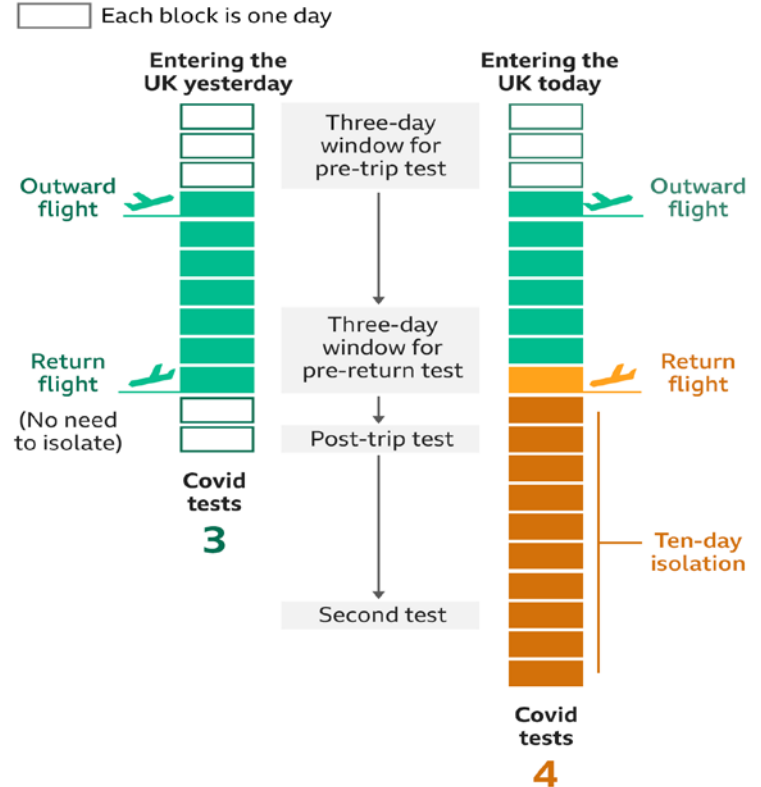 Each block is one day
Entering the
UK yesterday
Entering the
UK today
Three-day
window for
pre-trip test
Outward
flight
Outward
flight
Three-day
window for
pre-return test
Return
flight
Return
flight
(No need
to isolate)
Post-trip test
Covid
tests
3
Ten-day
isolation
Second test
Covid
tests
4